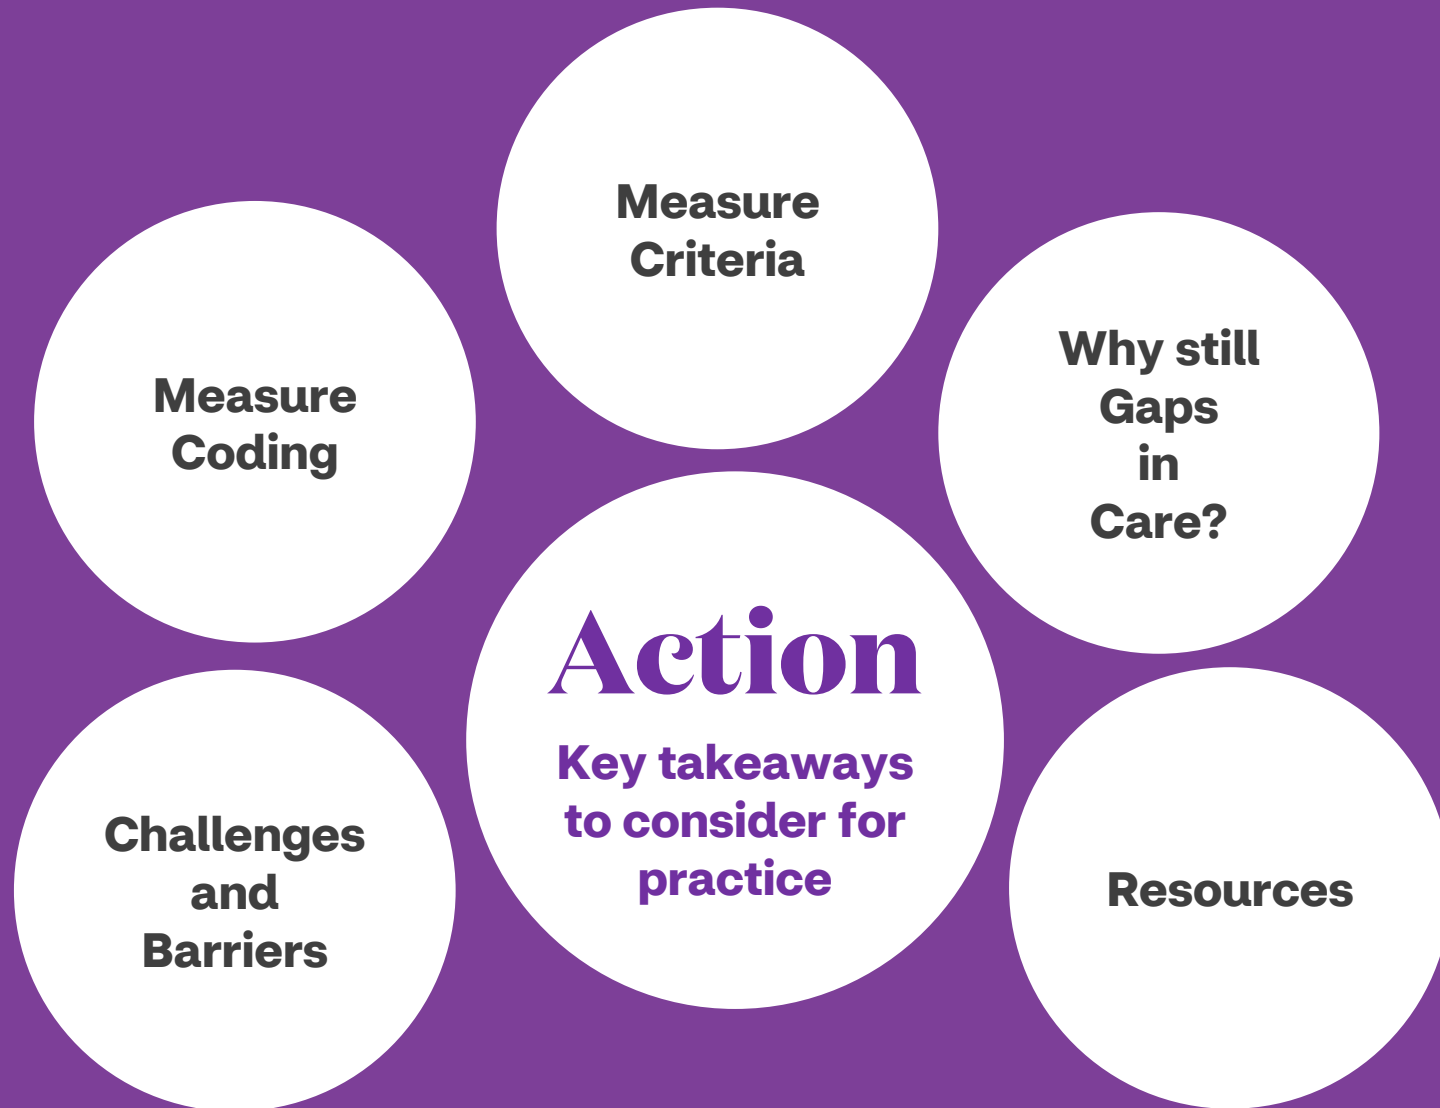 Measure
Criteria
Measure
Coding
Why still
Gaps
in
Care?
Action
Key takeaways
to consider for
practice
Challenges
and
Barriers
Resources